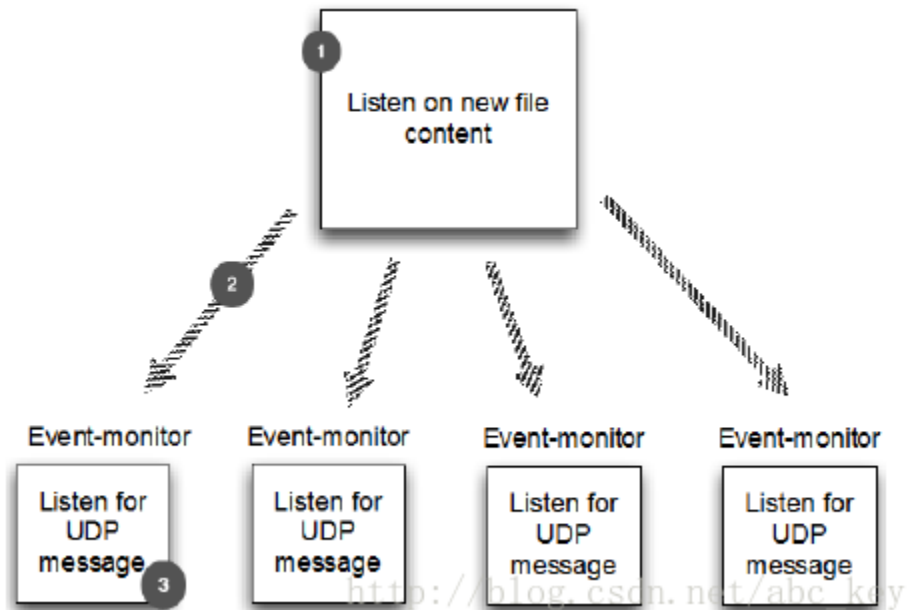 1
Listen on new file
content
2
Event-monitor Event-monitor Event-monitor Event-monitor
Listen for
UDP
message
3
Listen for
UDP
message
Listen for
UDP
message
Listen for
UDP
message
http://blog.csdn.net/abc_key